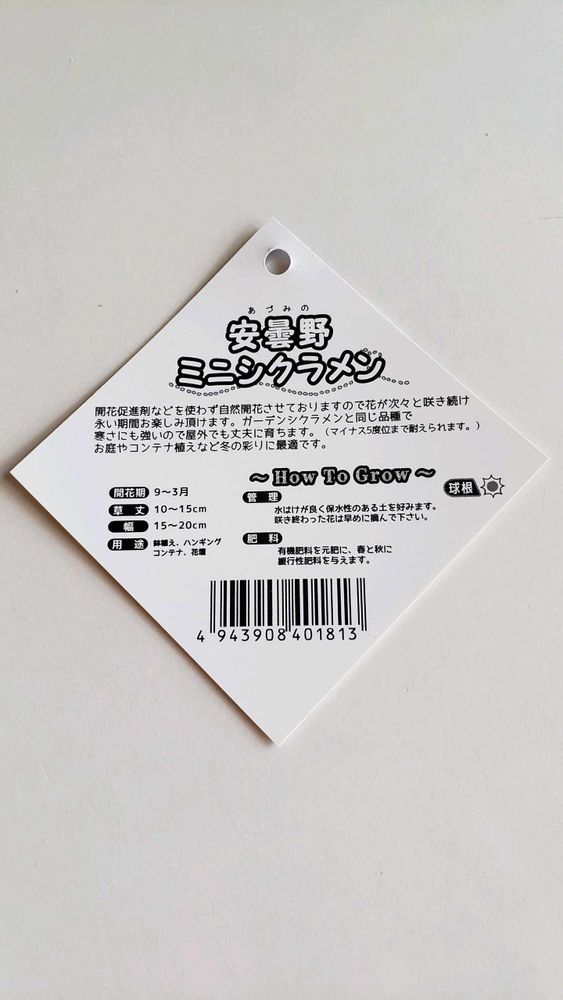 あづみの
安曇野
ミニシクラメン
開花促進剤などを使わず自然開花させておりますので花が次々と咲き続け
永い期間お楽しみ頂けます。ガーデンシクラメンと同じ品種で
寒さにも強いので屋外でも丈夫に育ちます。(マイナス5度位まで耐えられます。)
お庭やコンテナ植えなど冬の彩りに最適です。
開花期 9～3月
草丈 10～15cm
幅 15～20cm
用途 鉢植え、ハンギング
コンテナ、花壇
～How To Grow～
球根
管理
水はけが良く保水性のある土を好みます。
咲き終わった花は早めに摘んで下さい。
肥料
有機肥料を元肥に、春と秋に
緩行性肥料を与えます。
4 943908 401813